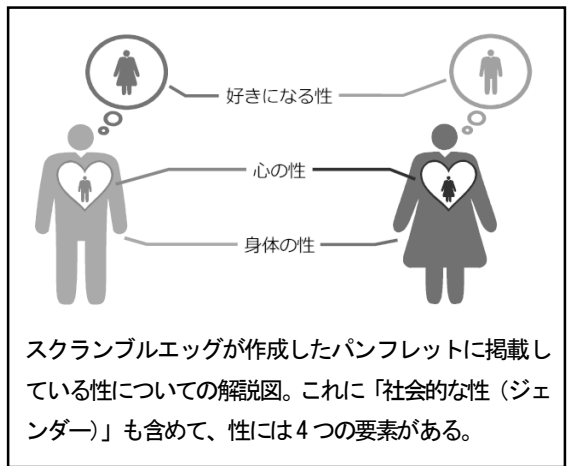 好きになる性
心の性
身体の性
スクランブルエッグが作成したパンフレットに掲載し
ている性についての解説図。これに「社会的な性（ジェ
ンダー）」も含めて、性には4つの要素がある。